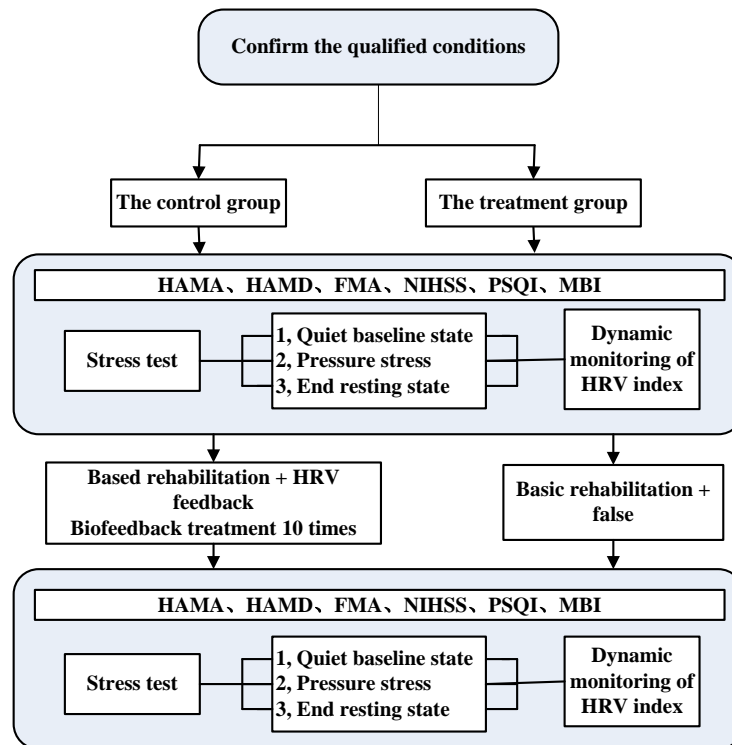 Confirm the qualified conditions
The control group
The treatment group
HAMA、HAMD、FMA、NIHSS、PSQI、MBI
Stress test
1, Quiet baseline state
2, Pressure stress
3, End resting state
Dynamic
monitoring of
HRV index
Based rehabilitation + HRV
feedback
Biofeedback treatment 10 times
Basic rehabilitation +
false
HAMA、HAMD、FMA、NIHSS、PSQI、MBI
Stress test
1, Quiet baseline state
2, Pressure stress
3, End resting state
Dynamic
monitoring of
HRV index